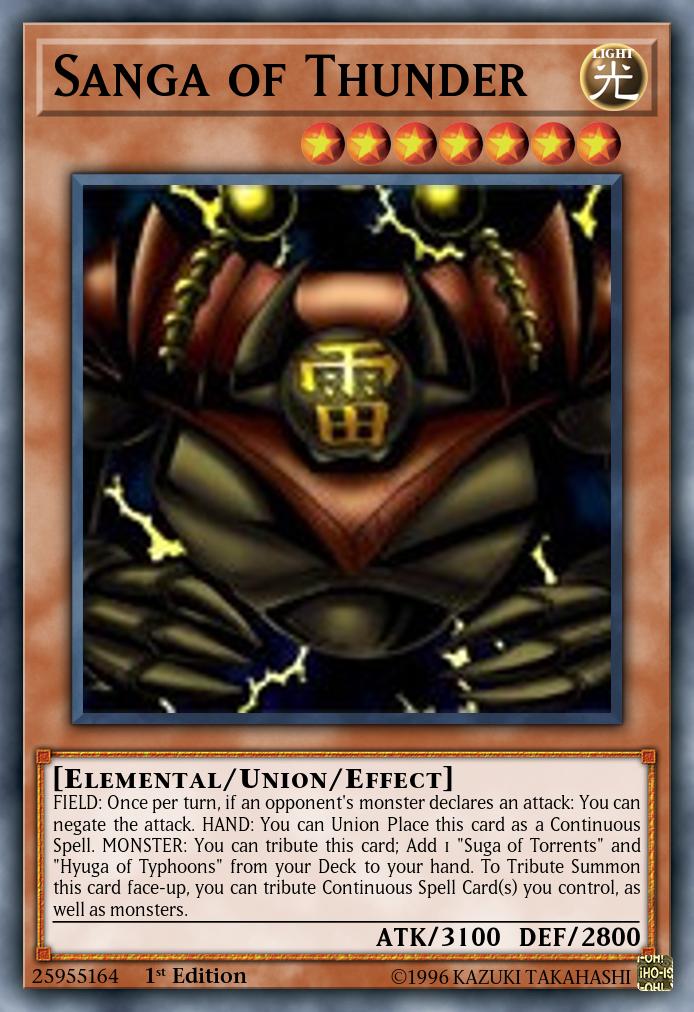 Sanga of Thunder
LIGHT
光
雷
[Elemental/Union/Effect]
FIELD: Once per turn, if an opponent's monster declares an attack: You can
negate the attack. HAND: You can Union Place this card as a Continuous
Spell. MONSTER: You can tribute this card; Add 1 "Suga of Torrents" and
"Hyuga of Typhoons" from your Deck to your hand. To Tribute Summon
this card face-up, you can tribute Continuous Spell Card(s) you control, as
well as monsters.
ATK/3100 DEF/2800
25955164 1st Edition ©1996 KAZUKI TAKAHASHI